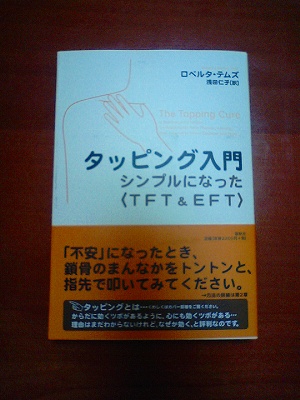 ロベルタ・テムズ
浅田仁子[訳]
The Tapping Cure
タッピング入門
シンプルになった
〈TFT&EFT〉
「不安」になったとき、
鎖骨のまんなかをトントンと、
指先で叩いてみてください。
タッピングとは
からだに効くツボがあるように、心にも効くツボがある…
理由はまだわからないけれど、なぜか効く、と評判なのです。